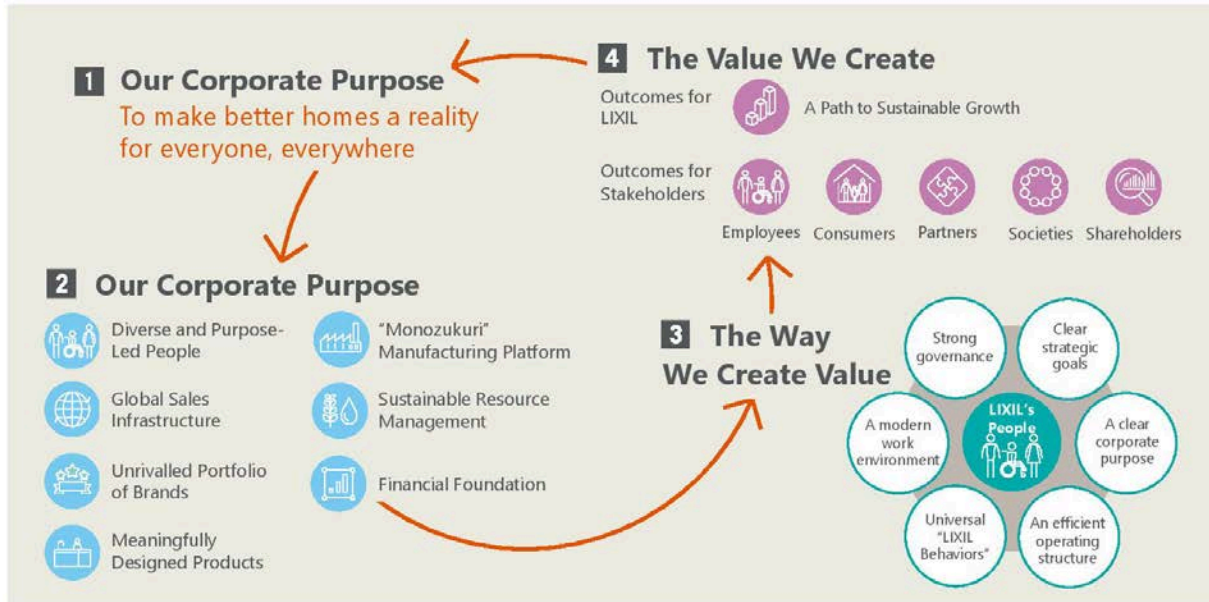 1 Our Corporate Purpose
To make better homes a reality
for everyone, everywhere
2 Our Corporate Purpose
Diverse and Purpose-
Led People
Global Sales
Infrastructure
Unrivalled Portfolio
of Brands
Meaningfully
Designed Products
"Monozukuri"
Manufacturing Platform
Sustainable Resource
Management
Financial Foundation
3 The Way
We Create Value
Strong
governance
Clear
strategic
goals
A modern
work
environment
LIXIL's
People
A clear
corporate
purpose
Universal
"LIXIL
Behaviors"
An efficient
operating
structure
4 The Value We Create
Outcomes for
LIXIL
A Path to Sustainable Growth
Outcomes for
Stakeholders
Employees
Consumers
Partners
Societies
Shareholders